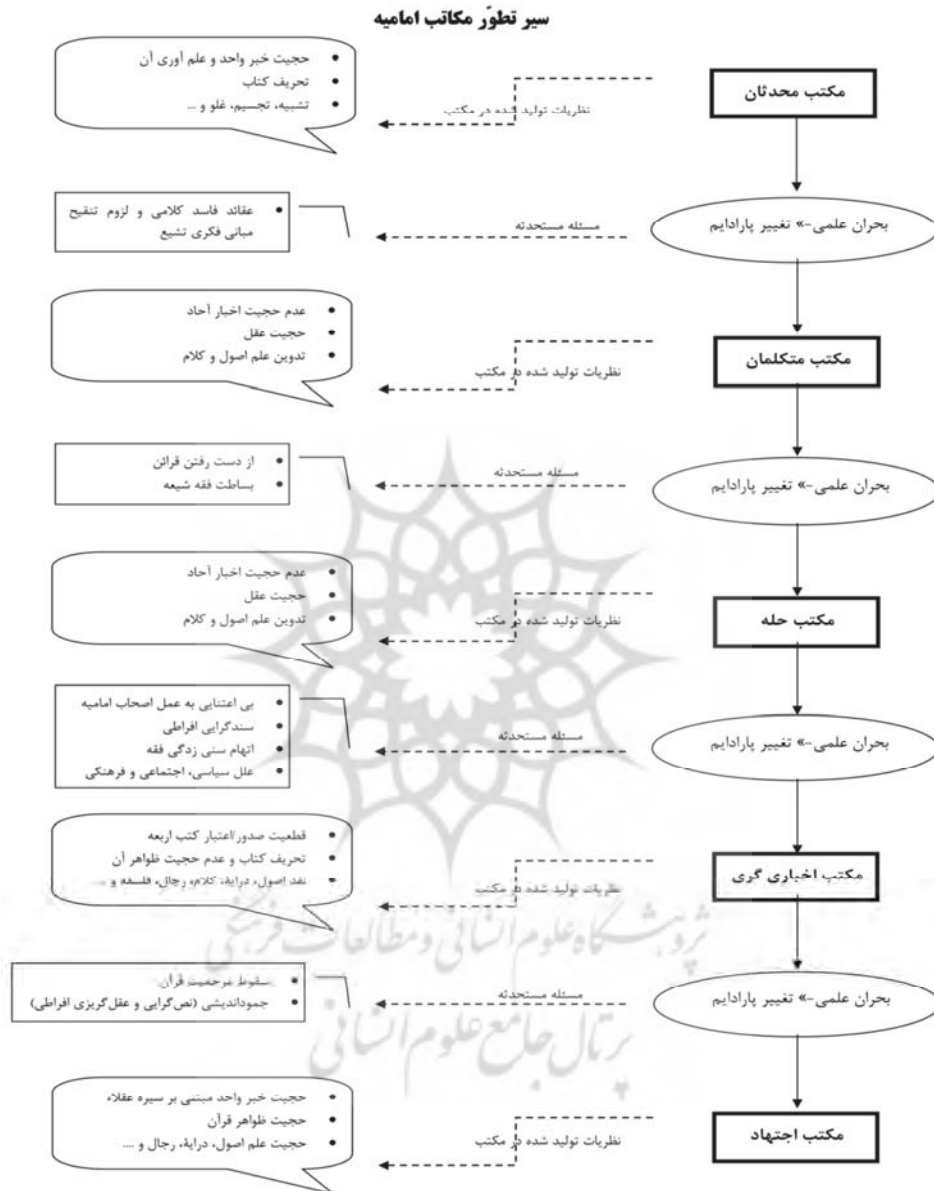 سیر تطوّر مکاتب امامیه
مکتب محدثان
نظریات تولید شده در مکتب
• حجیت خبر واحد و علم آوری آن
• تحریف کتاب
• تشبیه، تجسیم، غلو و ...
بحران علمی-» تغییر پارادایم
مسئله مستحدثه
• عقائد فاسد کلامی و لزوم تنقیح
مبانی فکری تشیع
مکتب متکلمان
نظریات تولید شده در مکتب
• عدم حجیت اخبار آحاد
• حجیت عقل
• تدوین علم اصول و کلام
بحران علمی-» تغییر پارادایم
مسئله مستحدثه
• از دست رفتن قرائن
• بساطت فقه شیعه
مکتب حله
نظریات تولید شده در مکتب
• عدم حجیت اخبار آحاد
• حجیت عقل
• تدوین علم اصول و کلام
بحران علمی-» تغییر پارادایم
مسئله مستحدثه
• بی اعتنایی به عمل اصحاب امامیه
• سندگرایی افراطی
• اتهام سنی زدگی فقه
• علل سیاسی، اجتماعی و فرهنگی
مکتب اخباری گری
نظریات تولید شده در مکتب
• قطعیت صدور/اعتبار کتب اربعه
• تحریف کتاب و عدم حجیت ظواهر آن
• نقد اصول، درایة، کلام، رجال، فلسفه و ...
پژوهشگاه علوم انسانی و مطالعات فرهنگی
بحران علمی-» تغییر پارادایم
مسئله مستحدثه
• سقوط مرجعیت قرآن
• جموداندیشی (نص‌گرایی و عقل‌گریزی افراطی)
پرتال جامع علوم انسانی
مکتب اجتهاد
نظریات تولید شده در مکتب
• حجیت خبر واحد مبتنی بر سیره عقلاء
• حجیت ظواهر قرآن
• حجیت علم اصول، درایة، رجال و ....